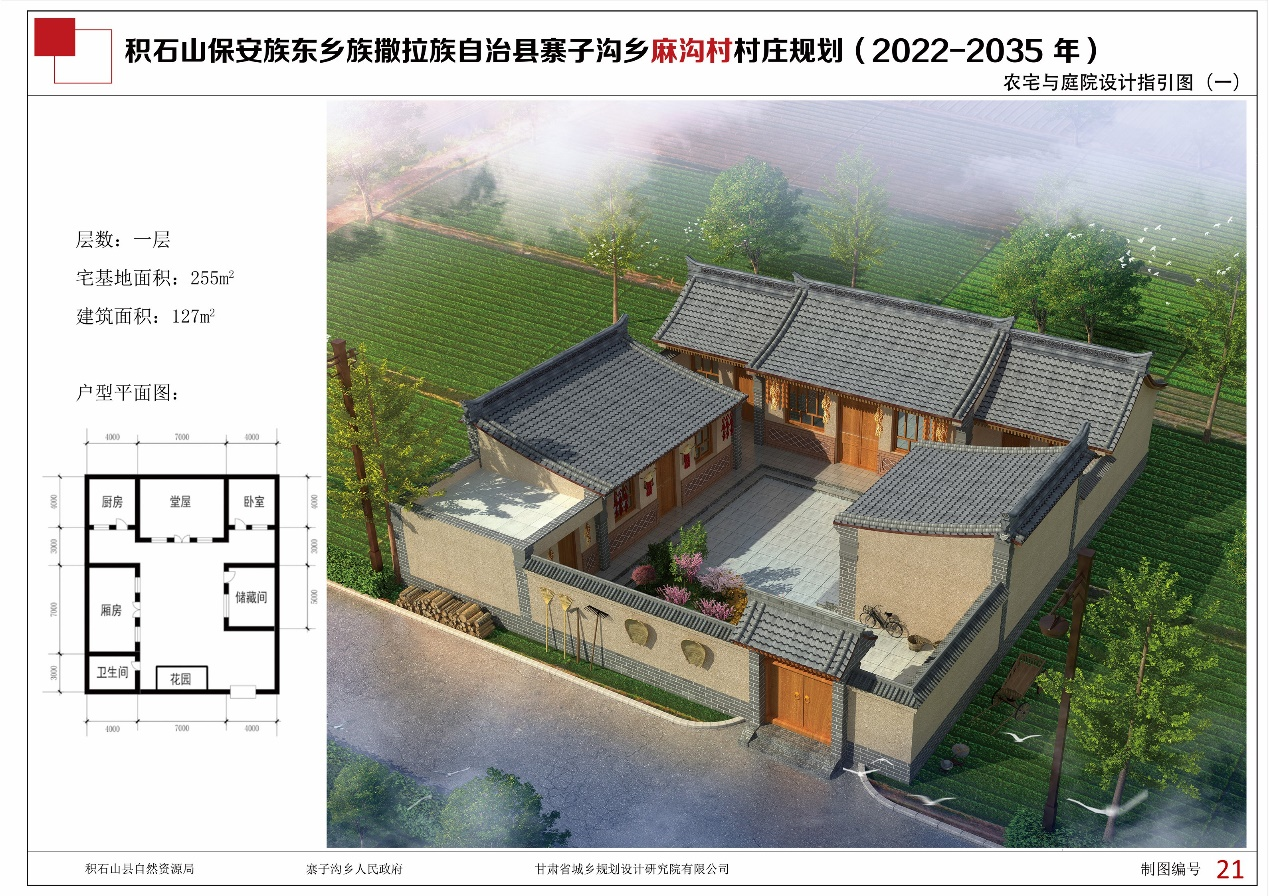 积石山保安族东乡族撒拉族自治县寨子沟乡麻沟村村庄规划（2022-2035 年）
农宅与庭院设计指引图（一）
层数：一层
宅基地面积：255m²
建筑面积：127m²
户型平面图：
4000 7000 4000
厨房 堂屋 卧室
4000 4000
3000 3000
厢房 储藏间
7000 5000
卫生间 花园
3000
4000 7000 4000
积石山县自然资源局 寨子沟乡人民政府 甘肃省城乡规划设计研究院有限公司 制图编号 21